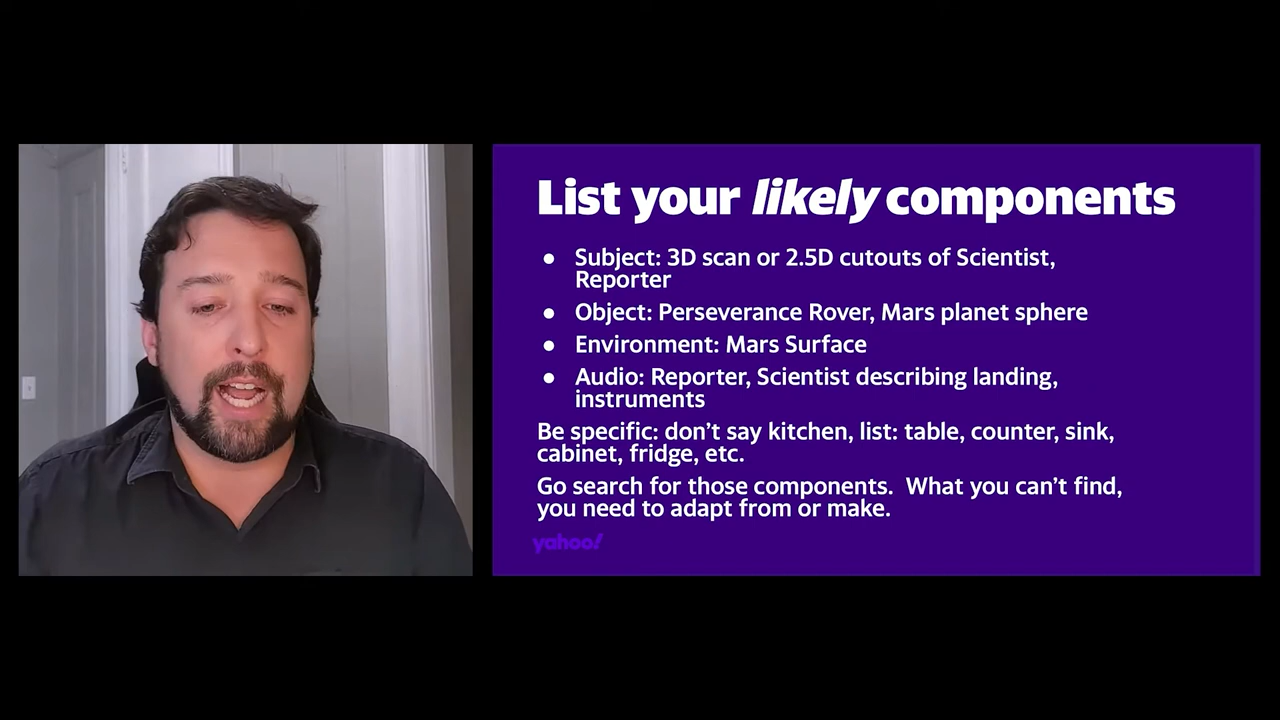 List your likely components
● Subject: 3D scan or 2.5D cutouts of Scientist,
Reporter
● Object: Perseverance Rover, Mars planet sphere
● Environment: Mars Surface
● Audio: Reporter, Scientist describing landing,
instruments
Be specific: don’t say kitchen, list: table, counter, sink,
cabinet, fridge, etc.
Go search for those components.  What you can’t find,
you need to adapt from or make.
yahoo!